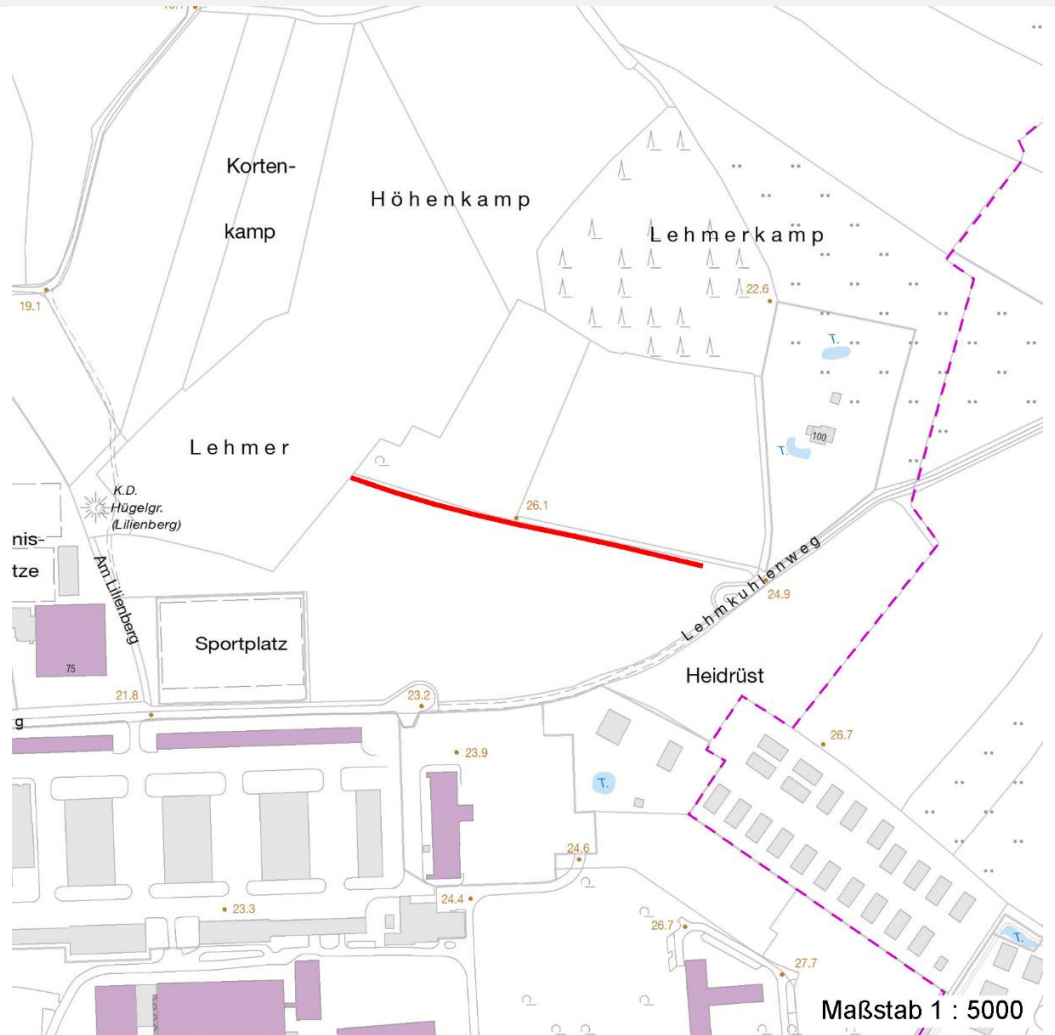 Korten-
kamp
Höhenkamp
Lehmerkamp
22.6
19.1
T.
100
T.
Lehmer
K.D.
Hügelgr.
(Lilienberg)
26.1
nis-
tze
Am Lilienberg
Lehmkuhlenweg
24.9
Sportplatz
75
Heidrüst
21.8
23.2
g
26.7
23.9
T.
24.6
24.4
23.3
26.7
T.
27.7
Maßstab 1 : 5000